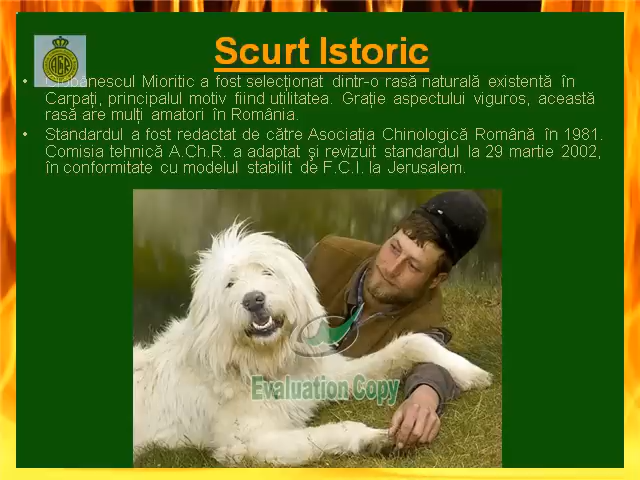 Scurt Istoric
• Ciobănescul Mioritic a fost selecționat dintr-o rasă naturală existentă în
Carpați, principalul motiv fiind utilitatea. Grație aspectului viguros, această
rasă are mulți amatori în România.
• Standardul a fost redactat de către Asociația Chinologică Română în 1981.
Comisia tehnică A.Ch.R. a adaptat și revizuit standardul la 29 martie 2002,
în conformitate cu modelul stabilit de F.C.I. la Jerusalem.
Evaluation Copy